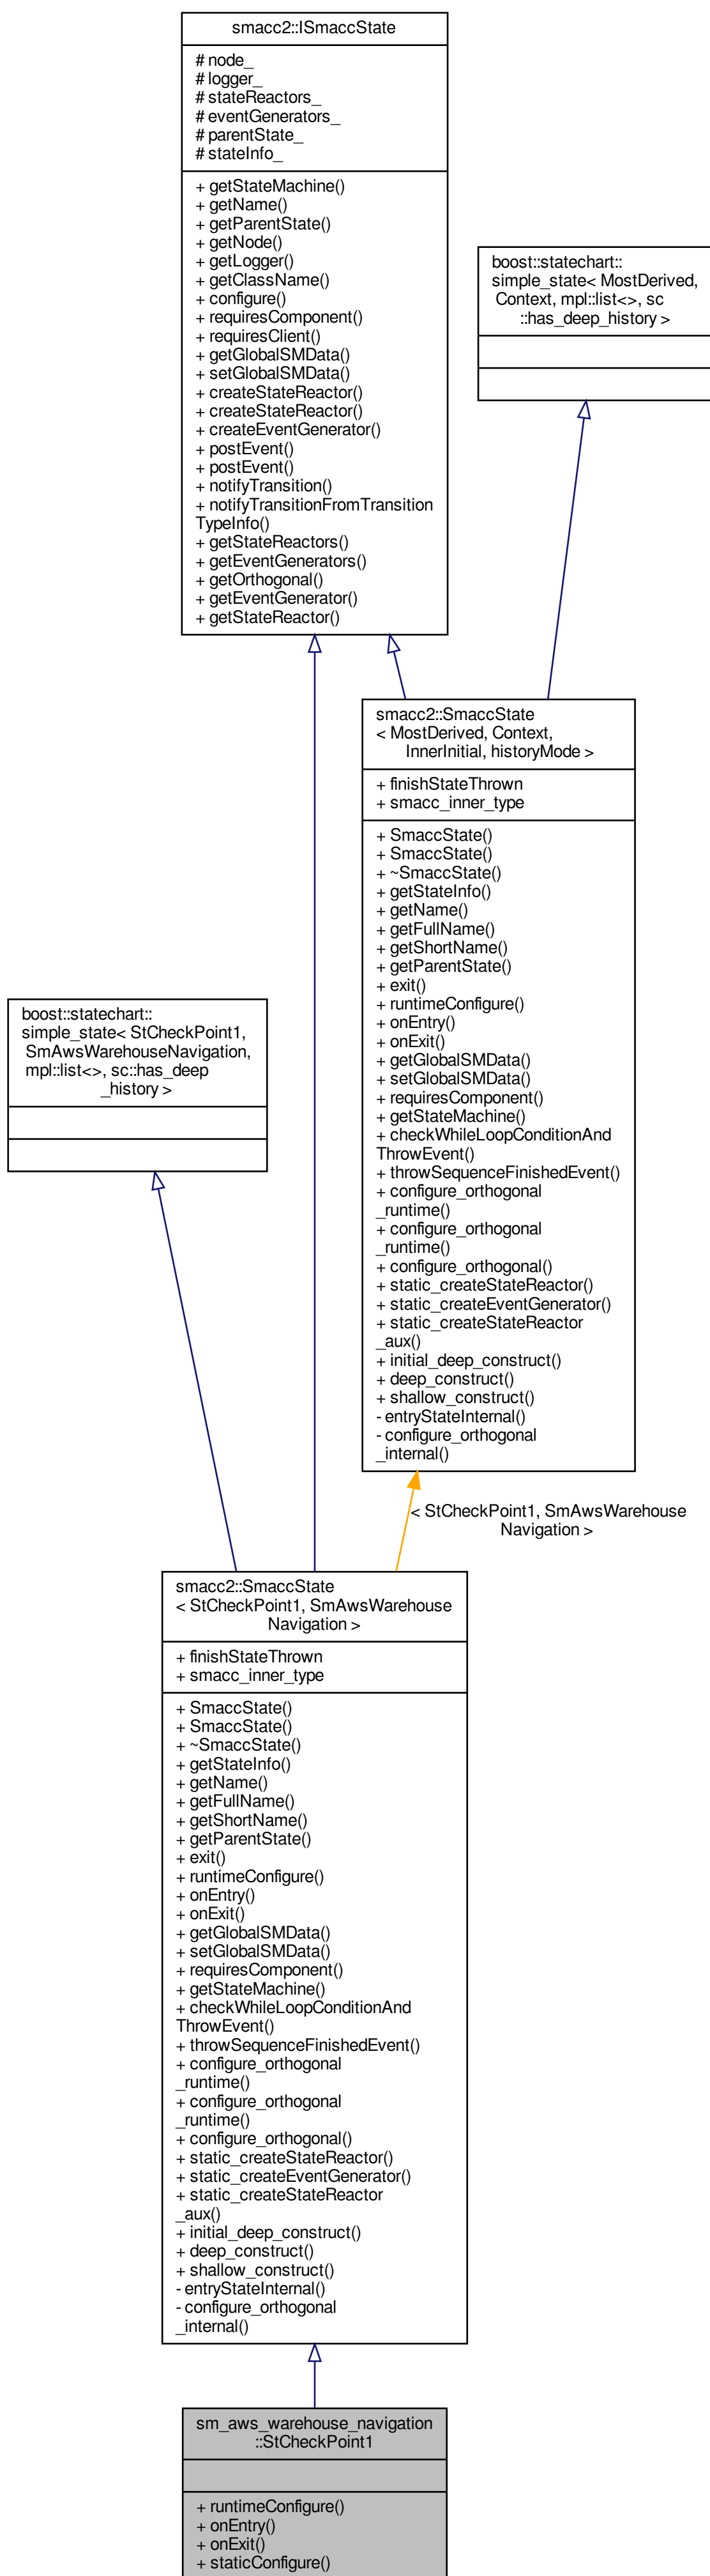 smacc2::ISmaccState
# node_
# logger_
# stateReactors_
# eventGenerators_
# parentState_
# stateInfo_
+ getStateMachine()
+ getName()
+ getParentState()
+ getNode()
+ getLogger()
+ getClassName()
+ configure()
+ requiresComponent()
+ requiresClient()
+ getGlobalSMData()
+ setGlobalSMData()
+ createStateReactor()
+ createStateReactor()
+ createEventGenerator()
+ postEvent()
+ postEvent()
+ notifyTransition()
+ notifyTransitionFromTransition
TypeInfo()
+ getStateReactors()
+ getEventGenerators()
+ getOrthogonal()
+ getEventGenerator()
+ getStateReactor()
boost::statechart::
simple_state< MostDerived,
Context, mpl::list<>, sc
::has_deep_history >
smacc2::SmaccState
< MostDerived, Context,
InnerInitial, historyMode >
+ finishStateThrown
+ smacc_inner_type
+ SmaccState()
+ SmaccState()
+ ~SmaccState()
+ getStateInfo()
+ getName()
+ getFullName()
+ getShortName()
+ getParentState()
+ exit()
+ runtimeConfigure()
+ onEntry()
+ onExit()
+ getGlobalSMData()
+ setGlobalSMData()
+ requiresComponent()
+ getStateMachine()
+ checkWhileLoopConditionAnd
ThrowEvent()
+ throwSequenceFinishedEvent()
+ configure_orthogonal
_runtime()
+ configure_orthogonal
_runtime()
+ configure_orthogonal()
+ static_createStateReactor()
+ static_createEventGenerator()
+ static_createStateReactor
_aux()
+ initial_deep_construct()
+ deep_construct()
+ shallow_construct()
- entryStateInternal()
- configure_orthogonal
_internal()
boost::statechart::
simple_state< StCheckPoint1,
SmAwsWarehouseNavigation,
mpl::list<>, sc::has_deep
_history >
< StCheckPoint1, SmAwsWarehouse
Navigation >
smacc2::SmaccState
< StCheckPoint1, SmAwsWarehouse
Navigation >
+ finishStateThrown
+ smacc_inner_type
+ SmaccState()
+ SmaccState()
+ ~SmaccState()
+ getStateInfo()
+ getName()
+ getFullName()
+ getShortName()
+ getParentState()
+ exit()
+ runtimeConfigure()
+ onEntry()
+ onExit()
+ getGlobalSMData()
+ setGlobalSMData()
+ requiresComponent()
+ getStateMachine()
+ checkWhileLoopConditionAnd
ThrowEvent()
+ throwSequenceFinishedEvent()
+ configure_orthogonal
_runtime()
+ configure_orthogonal
_runtime()
+ configure_orthogonal()
+ static_createStateReactor()
+ static_createEventGenerator()
+ static_createStateReactor
_aux()
+ initial_deep_construct()
+ deep_construct()
+ shallow_construct()
- entryStateInternal()
- configure_orthogonal
_internal()
sm_aws_warehouse_navigation
::StCheckPoint1
+ runtimeConfigure()
+ onEntry()
+ onExit()
+ staticConfigure()